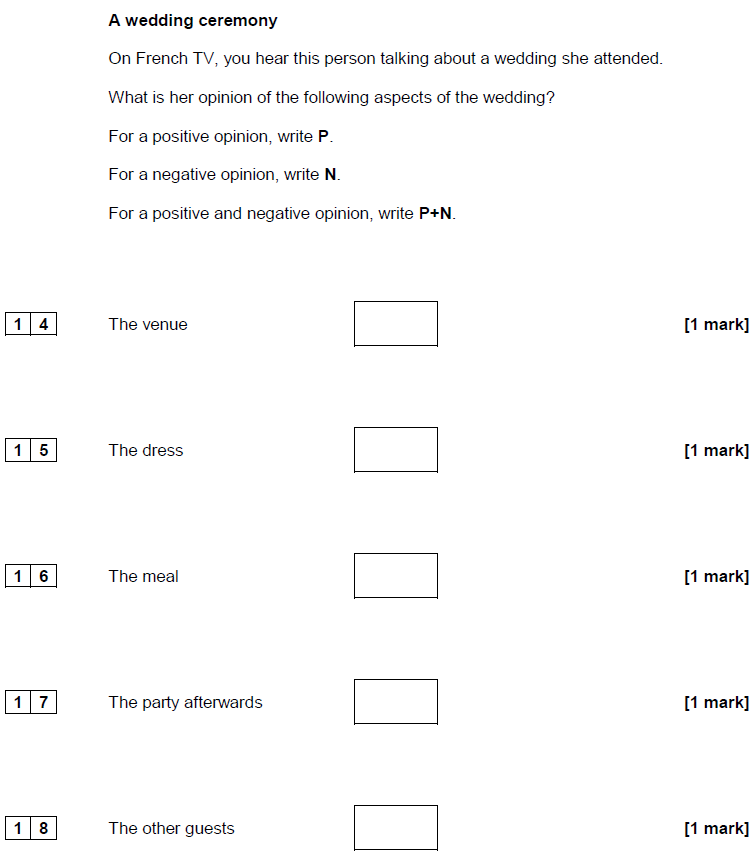 A wedding ceremony
On French TV, you hear this person talking about a wedding she attended.
What is her opinion of the following aspects of the wedding?
For a positive opinion, write P.
For a negative opinion, write N.
For a positive and negative opinion, write P+N.
1 4 The venue [1 mark]
1 5 The dress [1 mark]
1 6 The meal [1 mark]
1 7 The party afterwards [1 mark]
1 8 The other guests [1 mark]